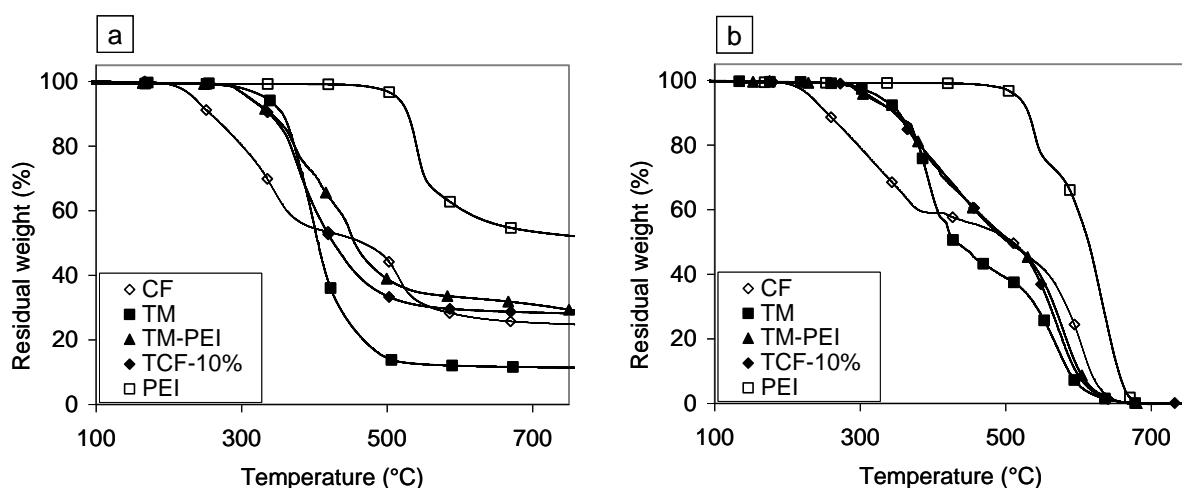 a
Residual weight (%)
100
80
60
40
20
0
CF
TM
TM-PEI
TCF-10%
PEI
100
300
500
700
Temperature (°C)
b
Residual weight (%)
100
80
60
40
20
0
CF
TM
TM-PEI
TCF-10%
PEI
100
300
500
700
Temperature (°C)